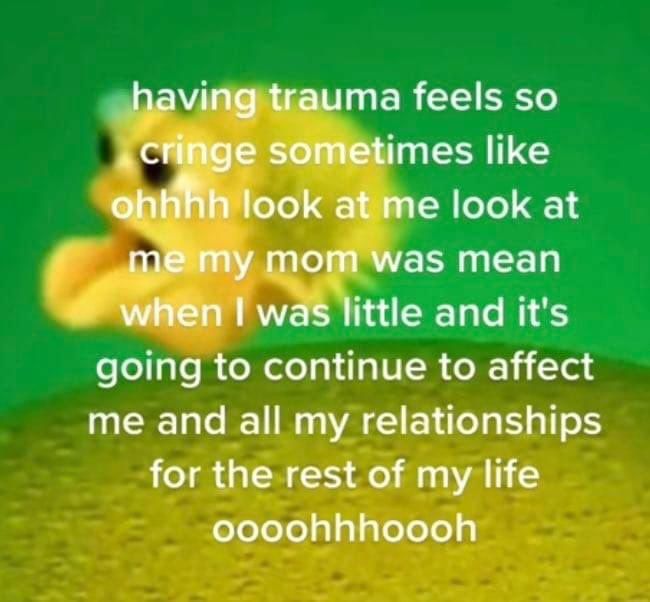 having trauma feels so
cringe sometimes like
ohhhh look at me look at
me my mom was mean
when I was little and it's
going to continue to affect
me and all my relationships
for the rest of my life
oooohhhoooh